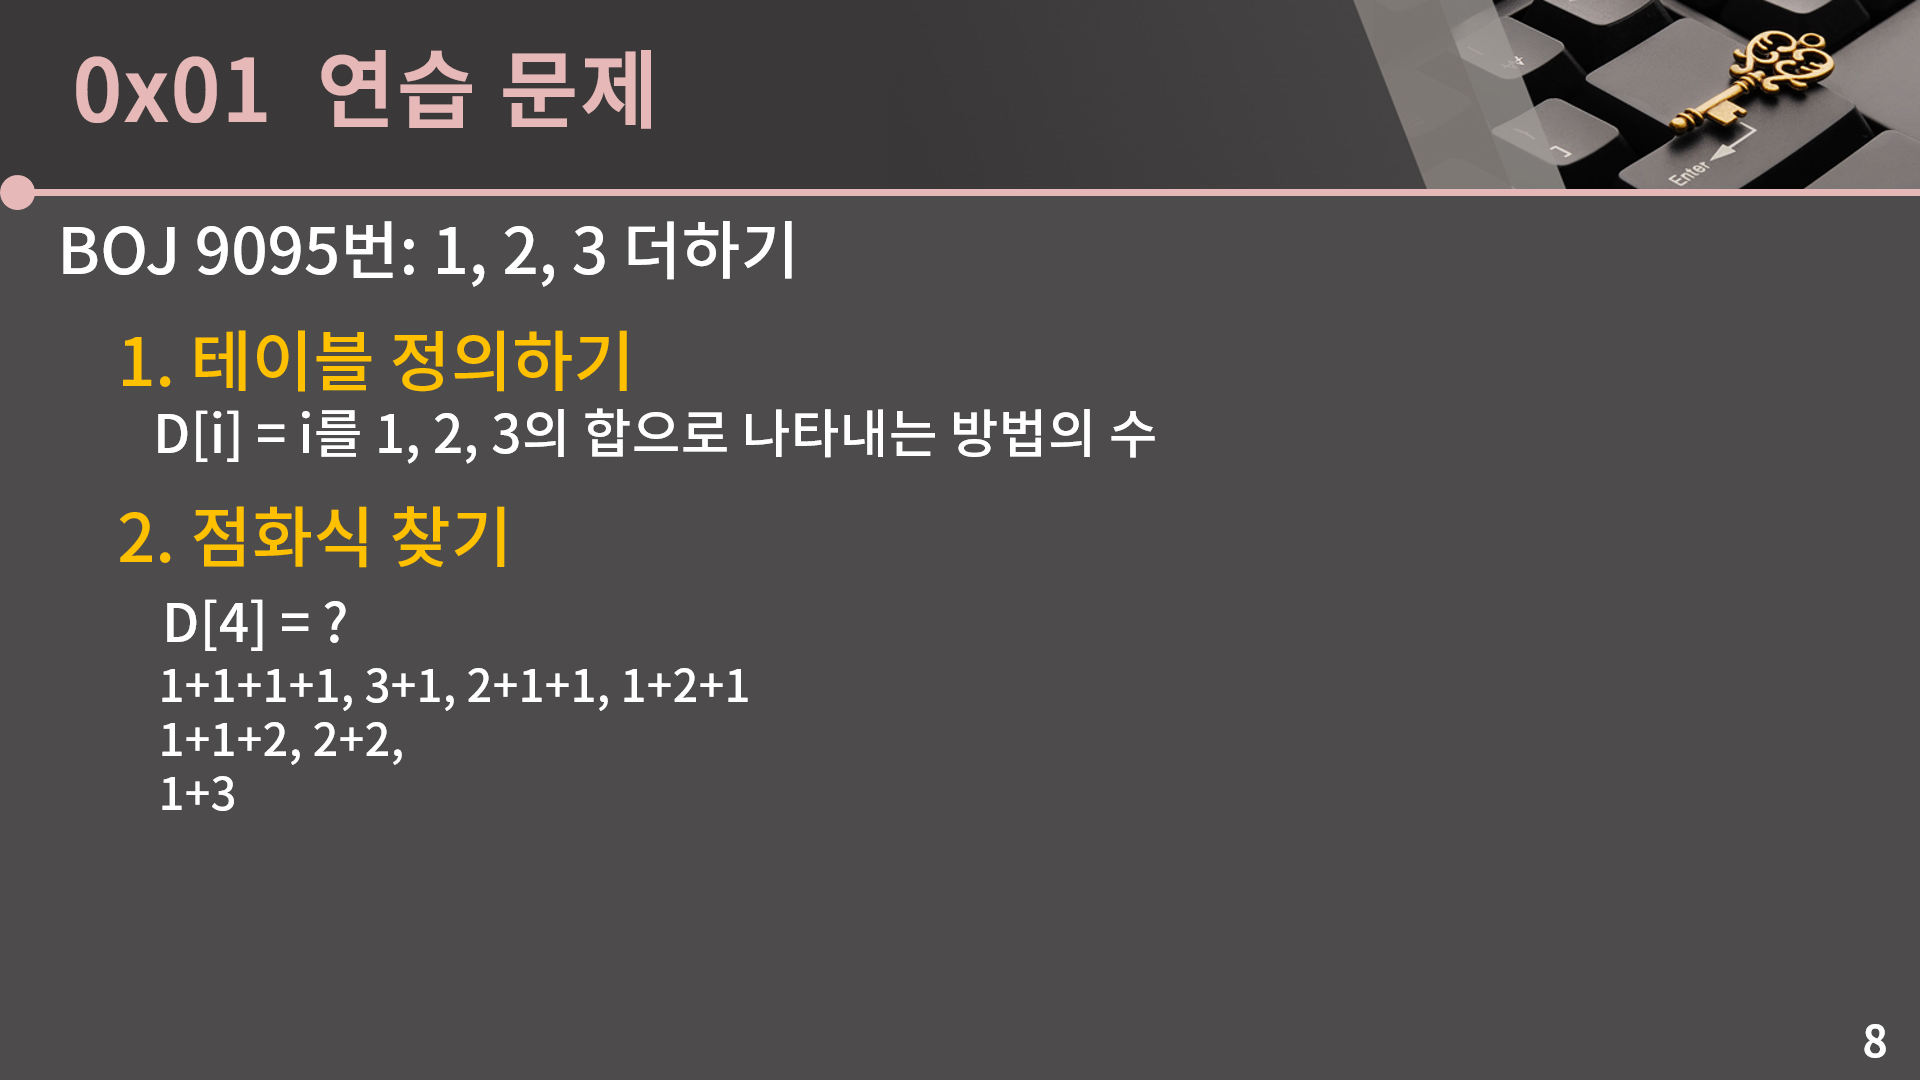 0x01 연습 문제
Enter
BOJ 9095번: 1, 2, 3 더하기
1. 테이블 정의하기
D[i] = i를 1, 2, 3의 합으로 나타내는 방법의 수
2. 점화식 찾기
D[4] = ?
1+1+1+1, 3+1, 2+1+1, 1+2+1
1+1+2, 2+2,
1+3
8